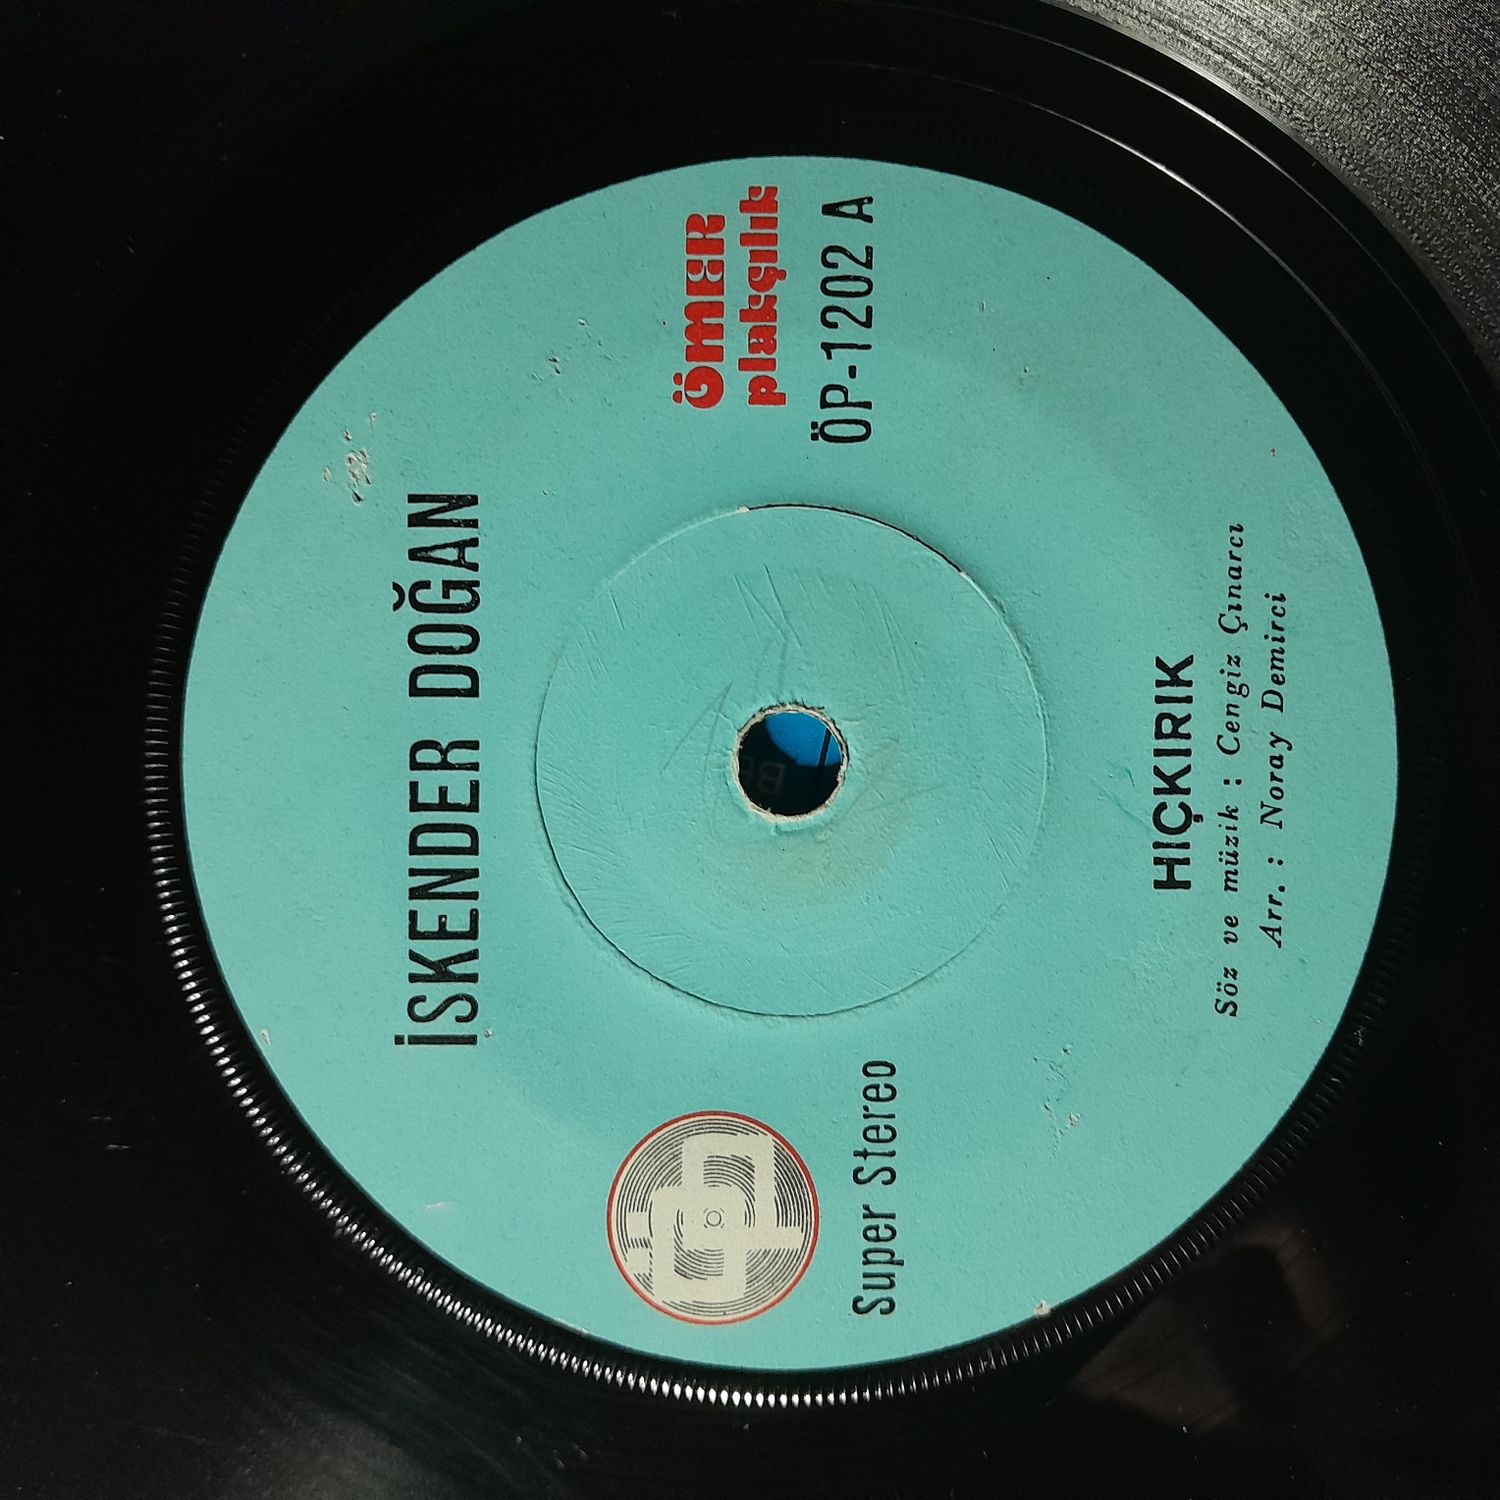 İSKENDER DOĞAN
ÖMER
plakçılık
ÖP-1202 A
Super Stereo
HIÇKIRIK
Söz ve müzik : Cengiz Çınarcı
Arr. : Noray Demirci